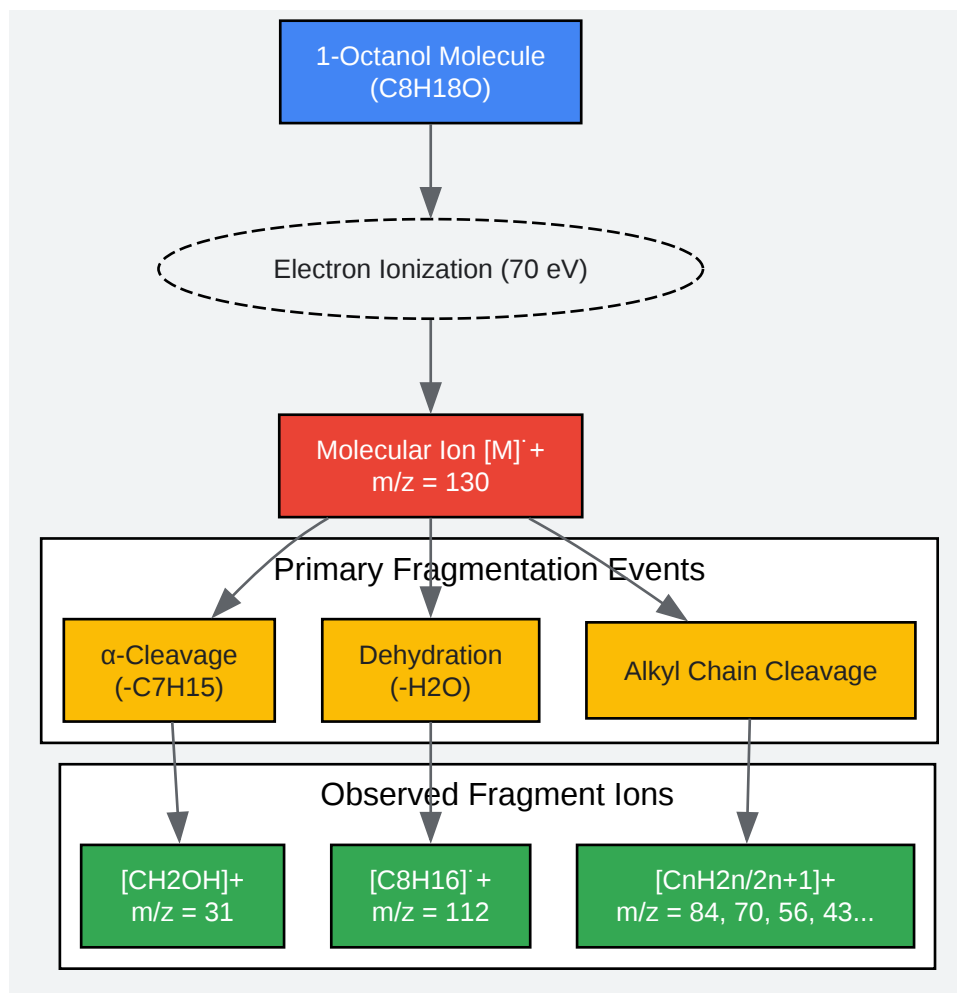 1-Octanol Molecule
(C8H18O)
Electron Ionization (70 eV)
Molecular Ion [M]˙+
m/z = 130
Primary Fragmentation Events
α-Cleavage
(-C7H15)
Dehydration
(-H2O)
Alkyl Chain Cleavage
Observed Fragment Ions
[CH2OH]+
m/z = 31
[C8H16]˙+
m/z = 112
[CnH2n/2n+1]+
m/z = 84, 70, 56, 43...